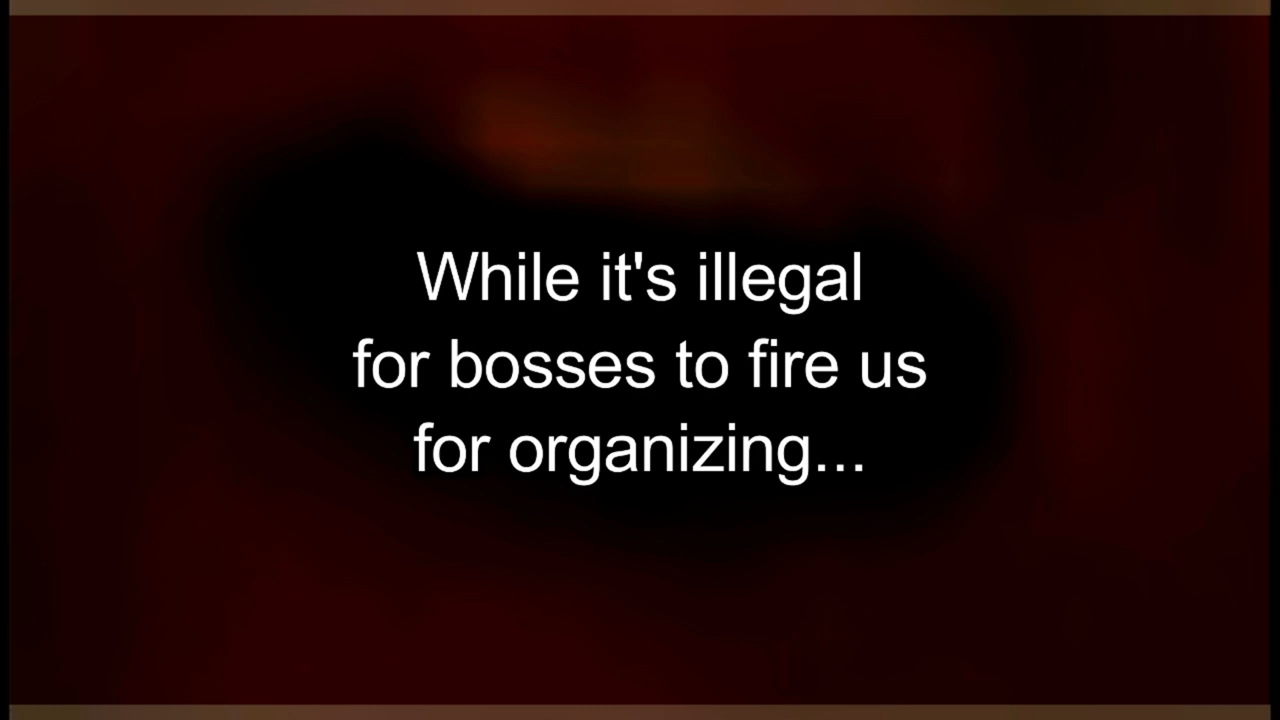 While it's illegal
for bosses to fire us
for organizing...